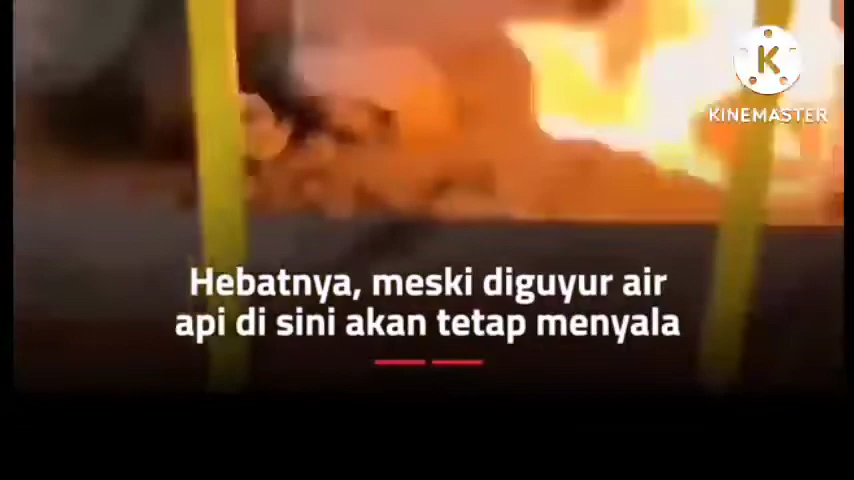 K
KINEMASTER
Hebatnya, meski diguyur air
api di sini akan tetap menyala